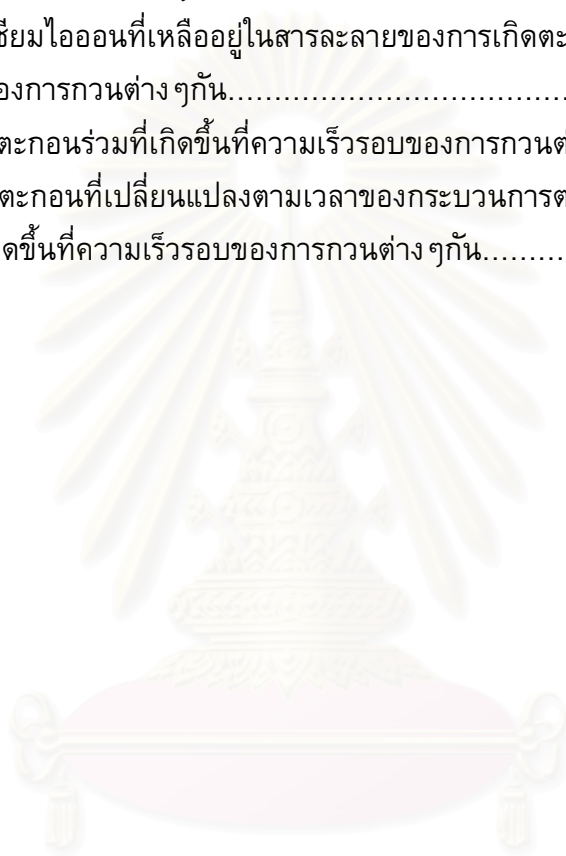 ซียมไอออนที่เหลืออยู่ในสารละลายของการเกิดตะ
องการกวนต่างๆกัน......................................
ตะกอนร่วมที่เกิดขึ้นที่ความเร็วรอบของการกวนต่
ตะกอนที่เปลี่ยนแปลงตามเวลาของกระบวนการต
ดขึ้นที่ความเร็วรอบของการกวนต่างๆกัน..........